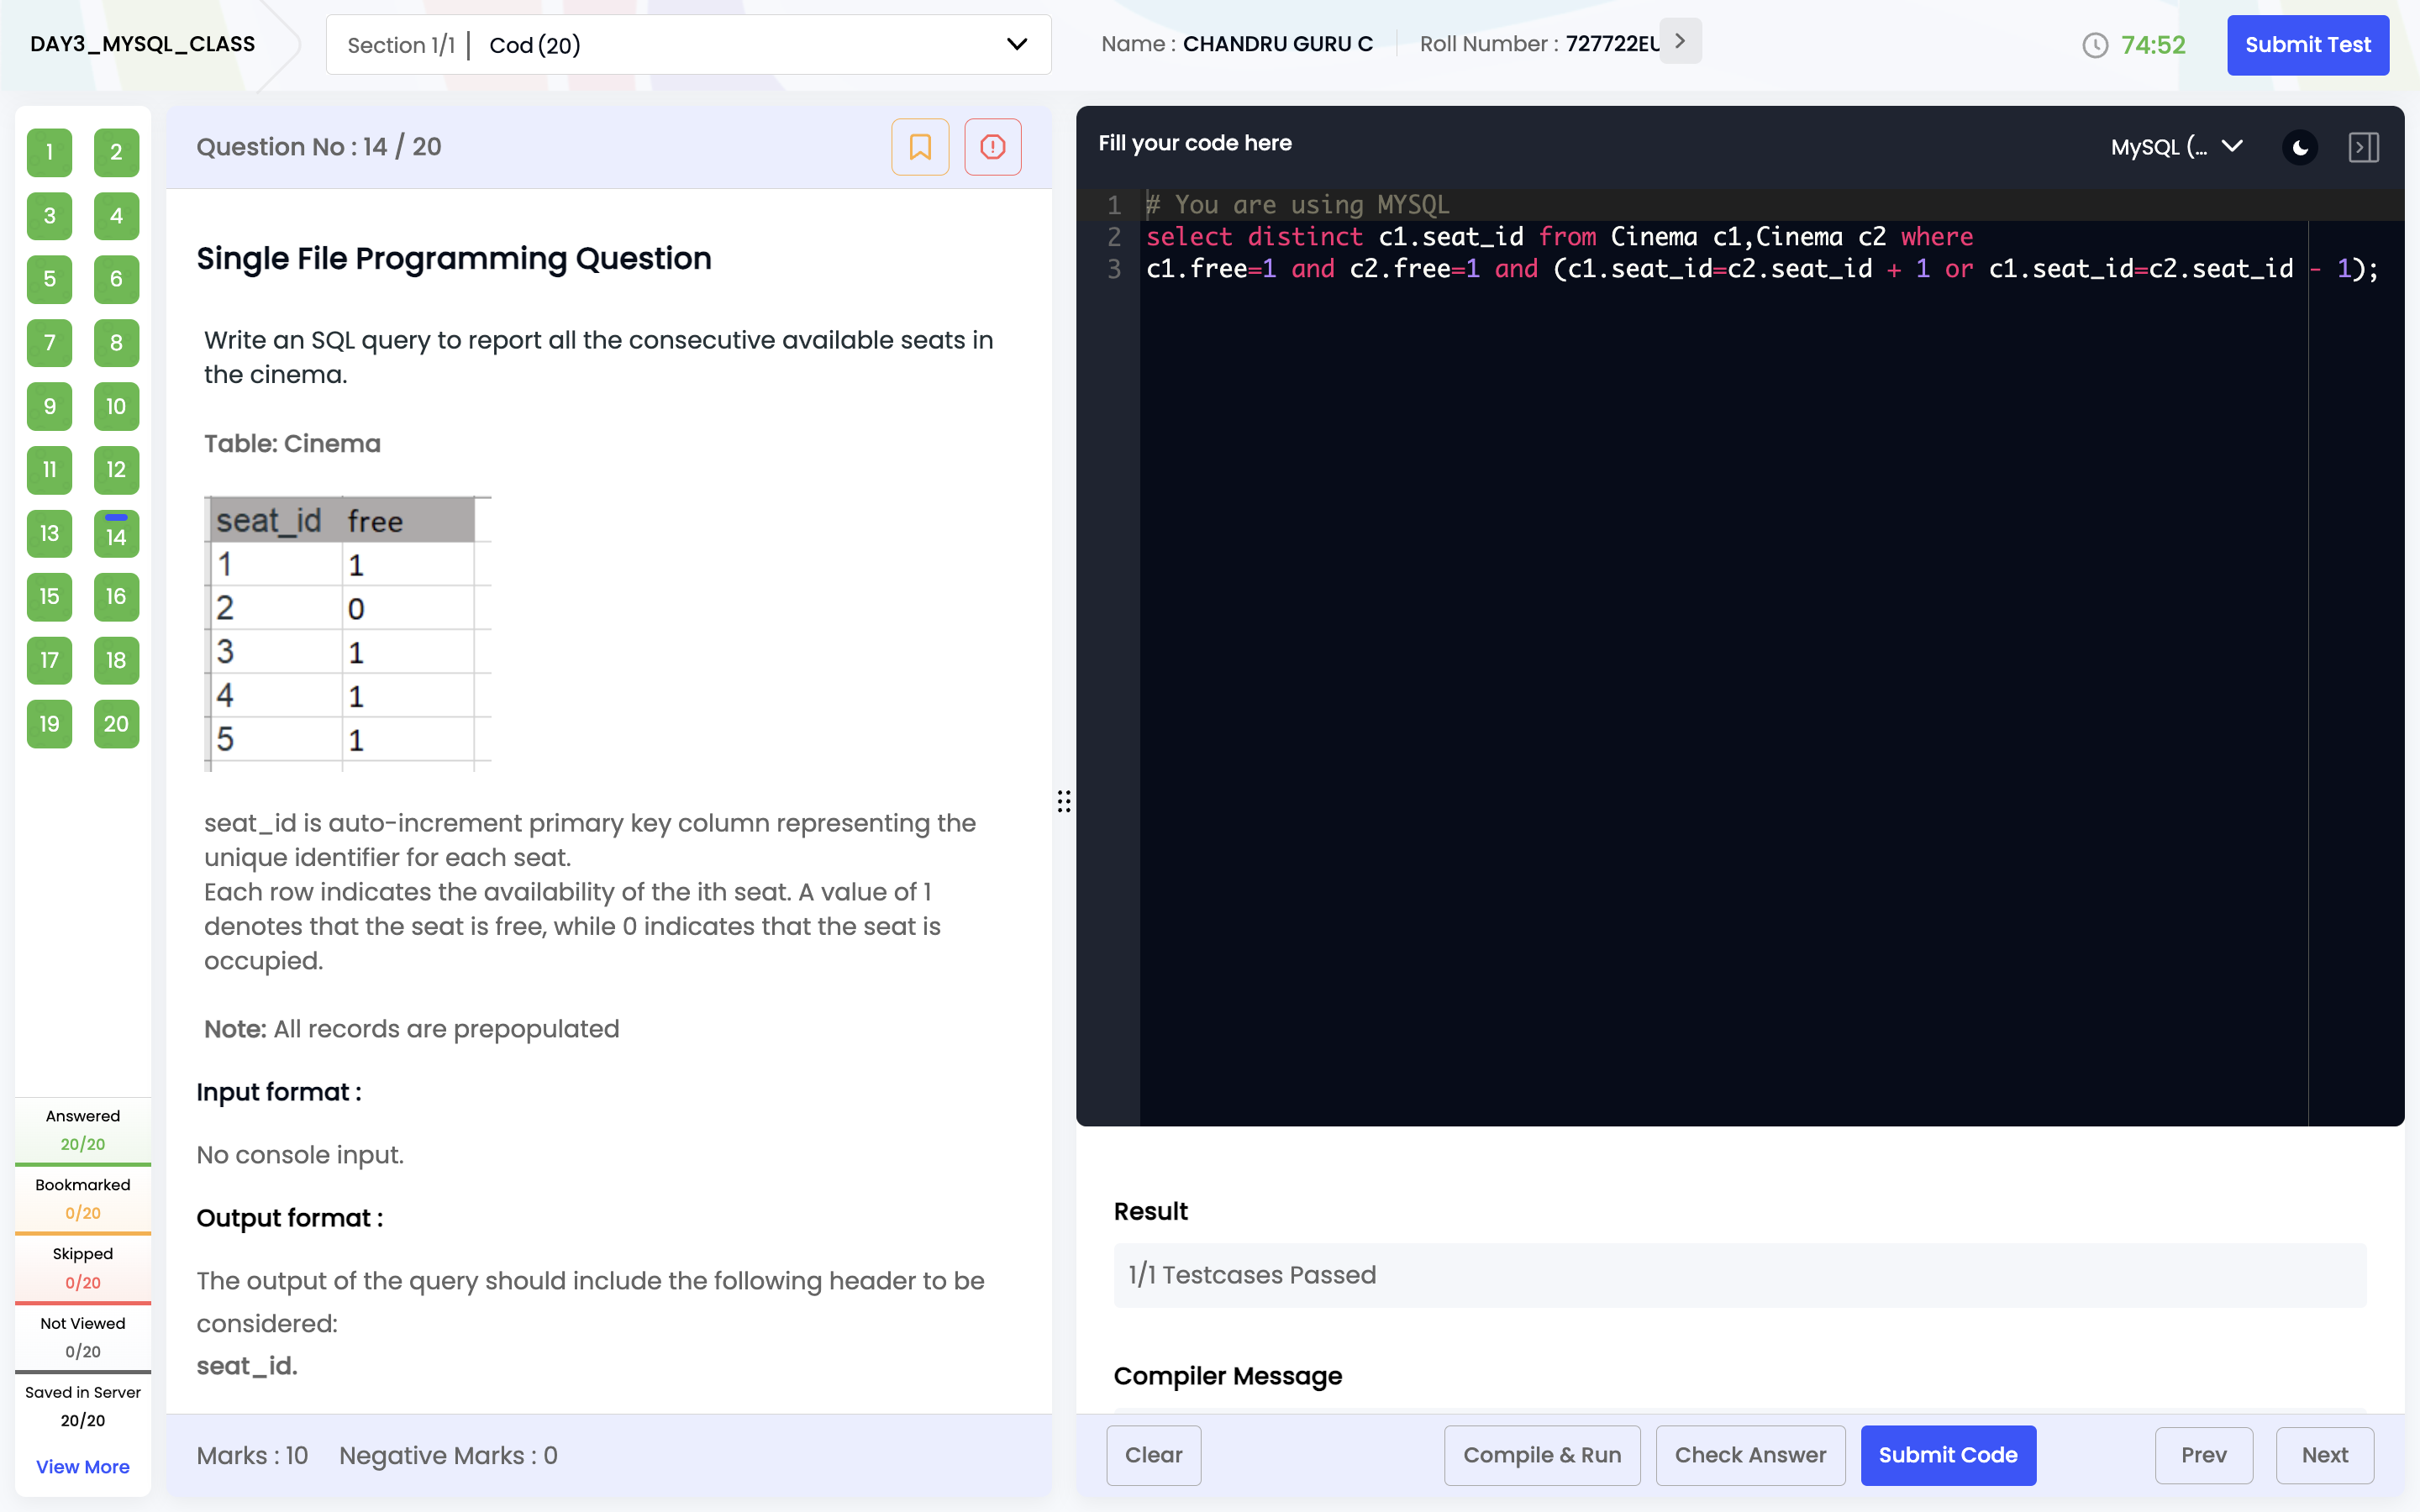 DAY3_MYSQL_CLASS
Section 1/1 | Cod (20)
Name : CHANDRU GURU C
Roll Number : 727722EU
74:52
Submit Test
1 2
3 4
5 6
7 8
9 10
11 12
13 14
15 16
17 18
19 20
Answered
20/20
Bookmarked
0/20
Skipped
0/20
Not Viewed
0/20
Saved in Server
20/20
View More
Question No : 14 / 20
Single File Programming Question
Write an SQL query to report all the consecutive available seats in
the cinema.
Table: Cinema
seat_id free
1 1
2 0
3 1
4 1
5 1
seat_id is auto-increment primary key column representing the
unique identifier for each seat.
Each row indicates the availability of the ith seat. A value of 1
denotes that the seat is free, while 0 indicates that the seat is
occupied.
Note: All records are prepopulated
Input format :
No console input.
Output format :
The output of the query should include the following header to be
considered:
seat_id.
Marks : 10 Negative Marks : 0
Fill your code here
MySQL (...
1 # You are using MYSQL
2 select distinct c1.seat_id from Cinema c1,Cinema c2 where
3 c1.free=1 and c2.free=1 and (c1.seat_id=c2.seat_id + 1 or c1.seat_id=c2.seat_id - 1);
Result
1/1 Testcases Passed
Compiler Message
Clear
Compile & Run
Check Answer
Submit Code
Prev
Next